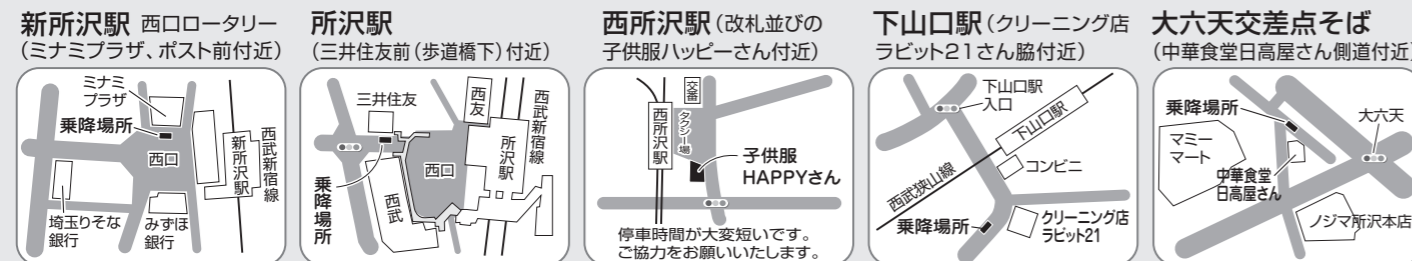 新所沢駅 西口ロータリー
(ミナミプラザ、ポスト前付近)
ミナミ
プラザ
乗降場所
西口
新所沢駅
西武新宿線
埼玉りそな
銀行
みずほ
銀行
所沢駅
(三井住友前(歩道橋下)付近)
三井住友
西友
所沢駅
西武新宿線
西口
西武
乗降場所
西所沢駅(改札並びの
子供服ハッピーさん付近)
交番
西所沢駅
タクシー場
子供服
HAPPYさん
停車時間が大変短いです。
ご協力をお願いいたします。
下山口駅(クリーニング店
ラビット21さん脇付近)
下山口駅
入口
下山口駅
コンビニ
西武狭山線
乗降場所
クリーニング店
ラビット21
大六天交差点そば
(中華食堂日高屋さん側道付近)
乗降場所
大六天
マミー
マート
中華食堂
日高屋さん
ノジマ所沢本店